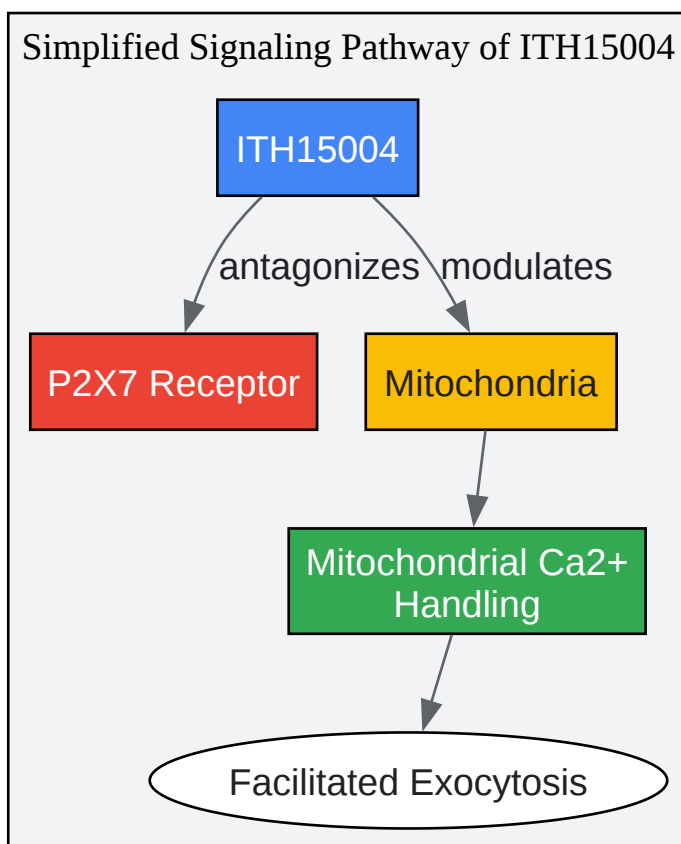 Simplified Signaling Pathway of ITH15004
ITH15004
antagonizes
modulates
P2X7 Receptor
Mitochondria
Mitochondrial Ca2+
Handling
Facilitated Exocytosis